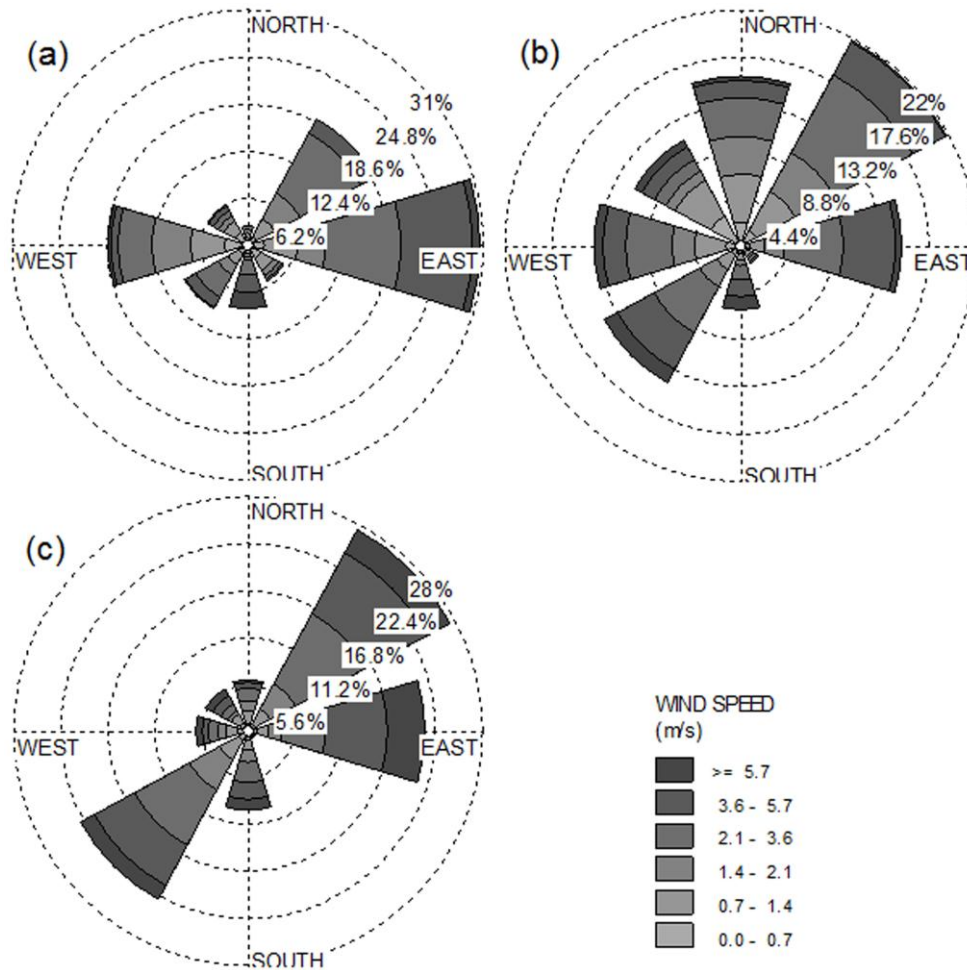 (a)
NORTH
31%
24.8%
18.6%
12.4%
6.2%
WEST
EAST
SOUTH
(b)
NORTH
22%
17.6%
13.2%
8.8%
4.4%
WEST
EAST
SOUTH
(c)
NORTH
28%
22.4%
16.8%
11.2%
5.6%
WEST
EAST
SOUTH
WIND SPEED
(m/s)
>= 5.7
3.6 - 5.7
2.1 - 3.6
1.4 - 2.1
0.7 - 1.4
0.0 - 0.7